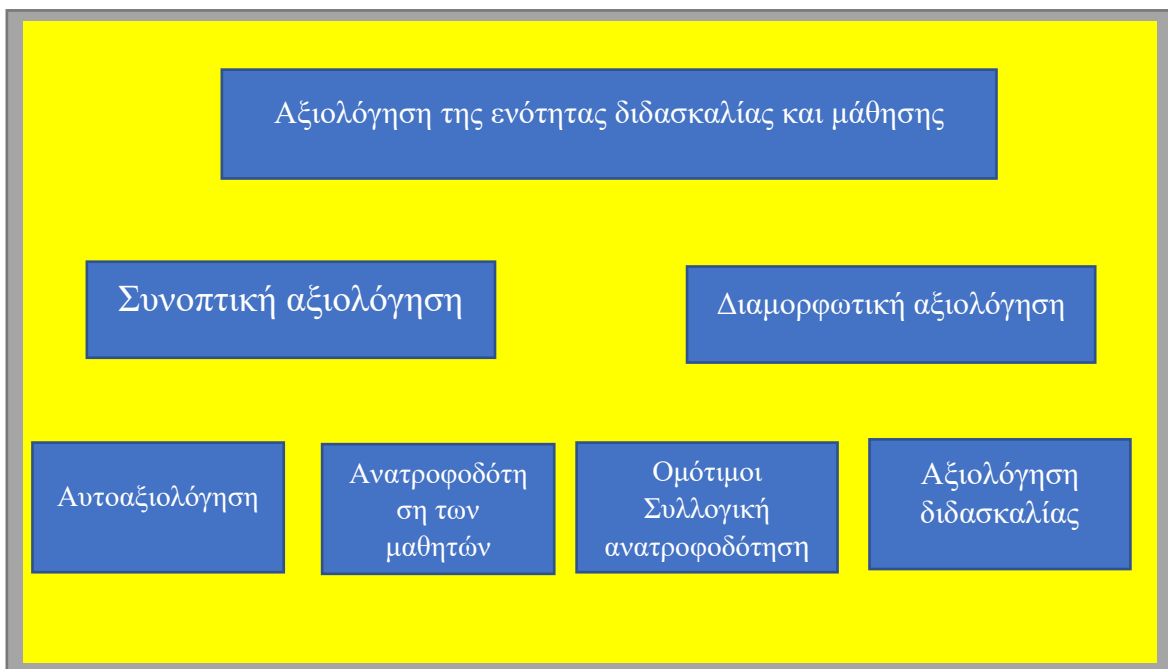 Αξιολόγηση της ενότητας διδασκαλίας και μάθησης
Συνοπτική αξιολόγηση
Διαμορφωτική αξιολόγηση
Αυτοαξιολόγηση
Ανατροφοδότη
ση των
μαθητών
Ομότιμοι
Συλλογική
ανατροφοδότηση
Αξιολόγηση
διδασκαλίας